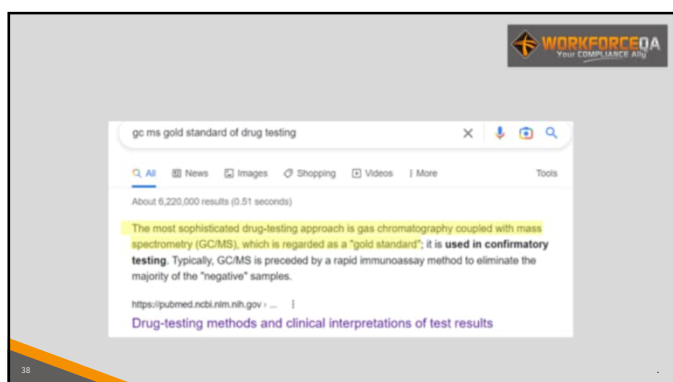 WORKFORCEQA
Your COMPLIANCE Ally
gc ms gold standard of drug testing
All News Images Shopping Videos More Tools
About 6,220,000 results (0.51 seconds)
The most sophisticated drug-testing approach is gas chromatography coupled with mass
spectrometry (GC/MS), which is regarded as a "gold standard"; it is used in confirmatory
testing. Typically, GC/MS is preceded by a rapid immunoassay method to eliminate the
majority of the "negative" samples.
https://pubmed.ncbi.nlm.nih.gov › ...
Drug-testing methods and clinical interpretations of test results
38
.